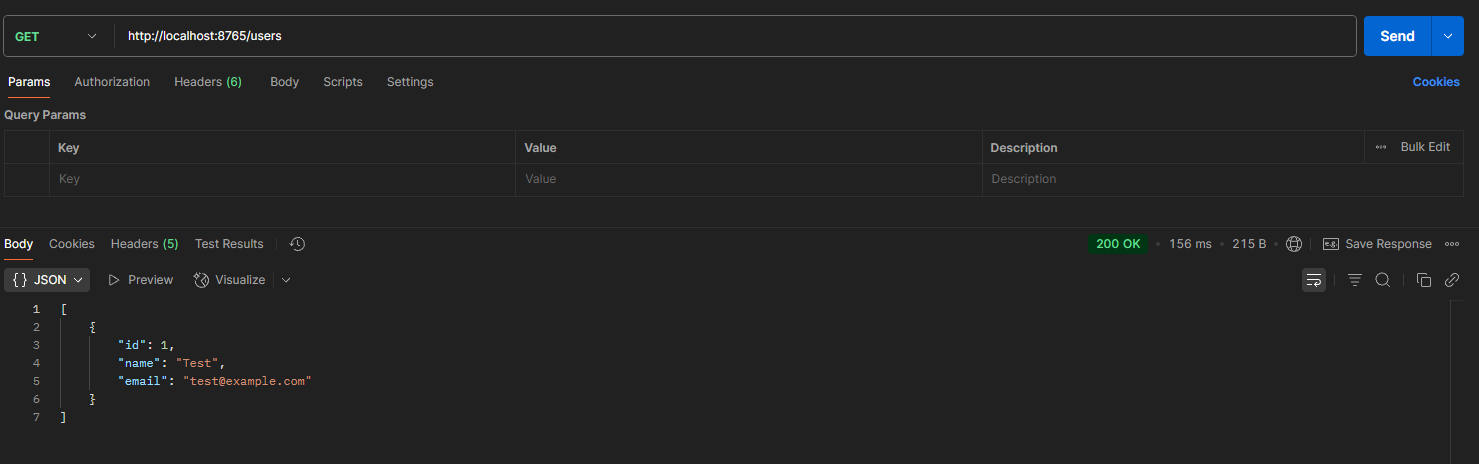 GET http://localhost:8765/users Send
Params Authorization Headers (6) Body Scripts Settings Cookies
Query Params
Key Value Description Bulk Edit
Key Value Description
Body Cookies Headers (5) Test Results 200 OK • 156 ms • 215 B • e.g. Save Response
{} JSON Preview Visualize
1 [
2 {
3 "id": 1,
4 "name": "Test",
5 "email": "test@example.com"
6 }
7 ]